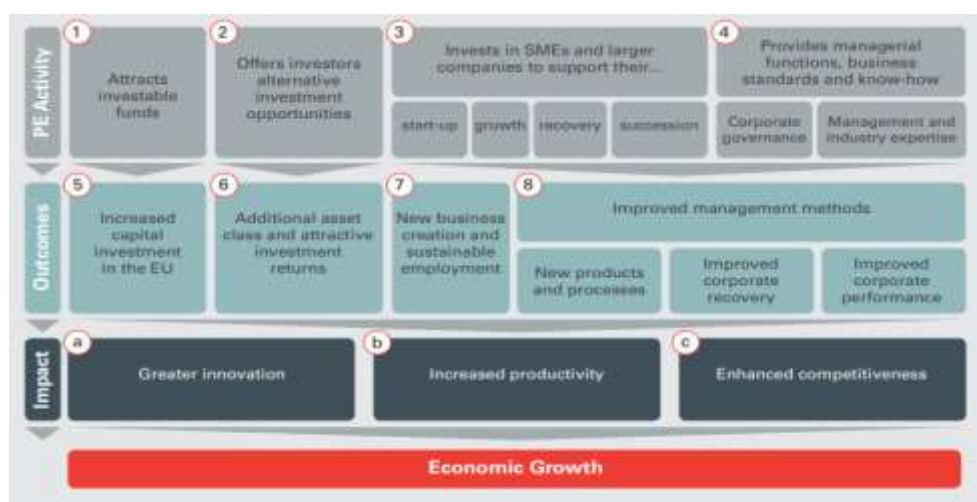 PE Activity
1
Attracts
investable
funds
2
Offers investors
alternative
investment
opportunities
3
Invests in SMEs and larger
companies to support their...
start-up
growth
recovery
succession
4
Provides managerial
functions, business
standards and know-how
Corporate
governance
Management and
industry expertise
Outcomes
5
Increased
capital
investment
in the EU
6
Additional asset
class and attractive
investment
returns
7
New business
creation and
sustainable
employment
8
Improved management methods
New products
and processes
Improved
corporate
recovery
Improved
corporate
performance
Impact
a
Greater innovation
b
Increased productivity
c
Enhanced competitiveness
Economic Growth